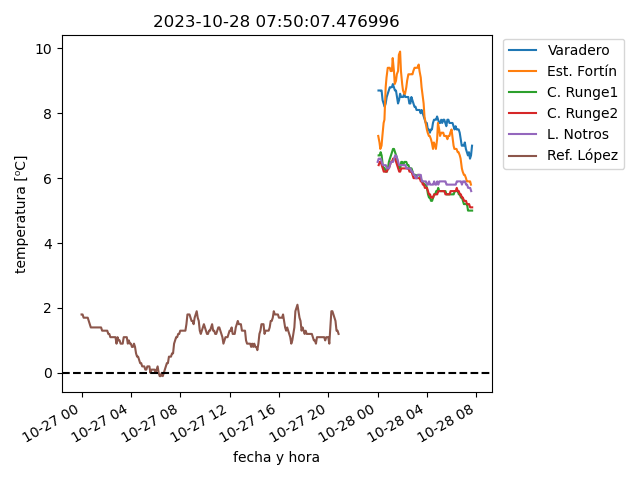 2023-10-28 07:50:07.476996
temperatura [ºC]
10
8
6
4
2
0
10-27 00
10-27 04
10-27 08
10-27 12
10-27 16
10-27 20
10-28 00
10-28 04
10-28 08
fecha y hora
Varadero
Est. Fortín
C. Runge1
C. Runge2
L. Notros
Ref. López